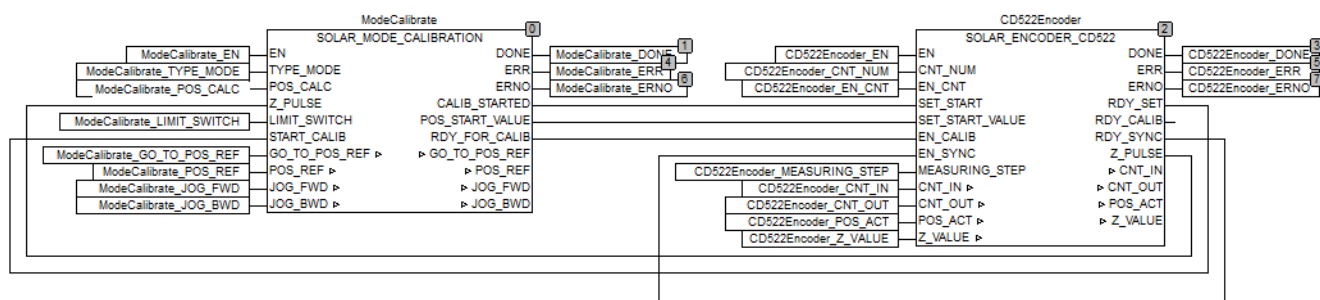 ModeCalibrate
CD522Encoder
0
2
SOLAR_MODE_CALIBRATION
SOLAR_ENCODER_CD522
ModeCalibrate_EN EN DONE ModeCalibrate_DONE 1
CD522Encoder_EN EN DONE CD522Encoder_DONE 3
ModeCalibrate_TYPE_MODE TYPE_MODE ERR ModeCalibrate_ERR 4
CD522Encoder_CNT_NUM CNT_NUM ERR CD522Encoder_ERR 5
ModeCalibrate_POS_CALC POS_CALC ERNO ModeCalibrate_ERNO 6
CD522Encoder_EN_CNT EN_CNT ERNO CD522Encoder_ERNO 7
Z_PULSE CALIB_STARTED
SET_START RDY_SET
ModeCalibrate_LIMIT_SWITCH LIMIT_SWITCH POS_START_VALUE
SET_START_VALUE RDY_CALIB
START_CALIB RDY_FOR_CALIB
EN_CALIB RDY_SYNC
ModeCalibrate_GO_TO_POS_REF GO_TO_POS_REF ▹ ▹ GO_TO_POS_REF
EN_SYNC Z_PULSE
ModeCalibrate_POS_REF POS_REF ▹ ▹ POS_REF
CD522Encoder_MEASURING_STEP MEASURING_STEP ▹ CNT_IN
ModeCalibrate_JOG_FWD JOG_FWD ▹ ▹ JOG_FWD
CD522Encoder_CNT_IN CNT_IN ▹ ▹ CNT_OUT
ModeCalibrate_JOG_BWD JOG_BWD ▹ ▹ JOG_BWD
CD522Encoder_CNT_OUT CNT_OUT ▹ ▹ POS_ACT
CD522Encoder_POS_ACT POS_ACT ▹ ▹ Z_VALUE
CD522Encoder_Z_VALUE Z_VALUE ▹